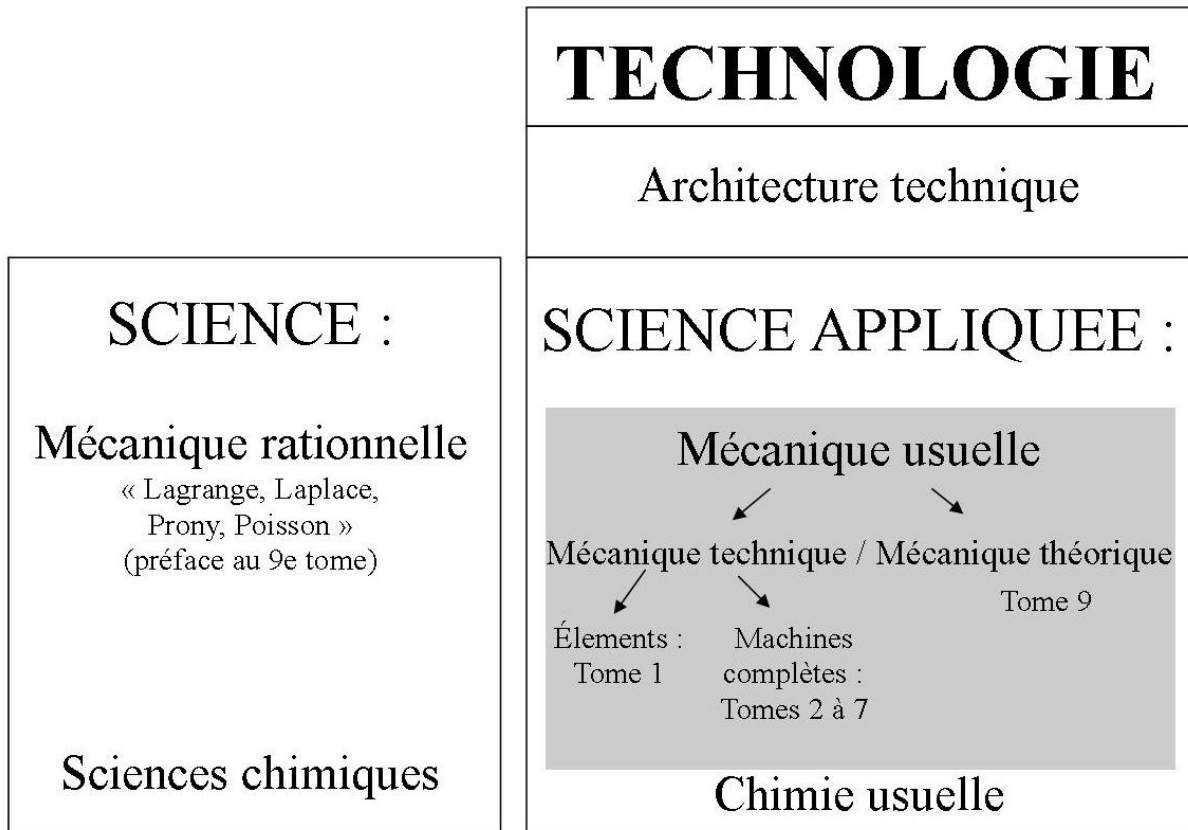 TECHNOLOGIE
Architecture technique
SCIENCE :
Mécanique rationnelle
« Lagrange, Laplace,
Prony, Poisson »
(préface au 9e tome)
Sciences chimiques
SCIENCE APPLIQUEE :
Mécanique usuelle
Mécanique technique / Mécanique théorique
Tome 9
Élements :
Tome 1
Machines
complètes :
Tomes 2 à 7
Chimie usuelle